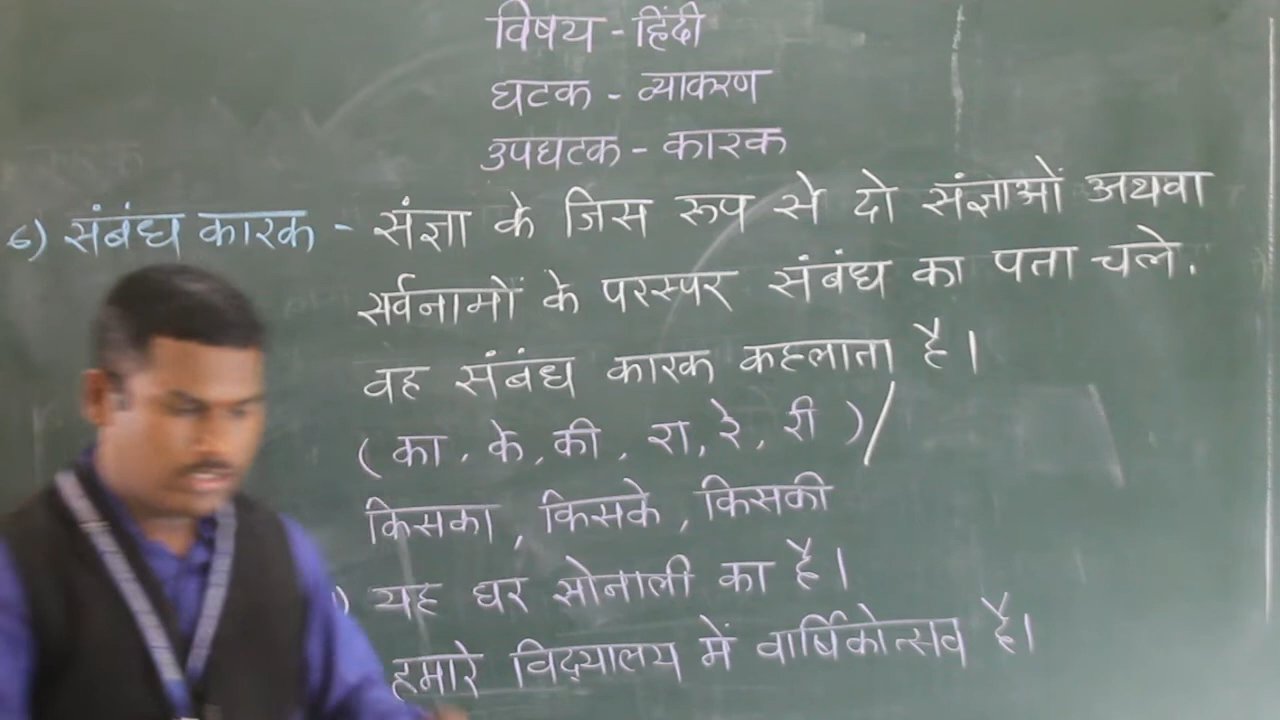 विषय - हिंदी
घटक - व्याकरण
उपघटक - कारक
6) संबंध कारक - संज्ञा के जिस रूप से दो संज्ञाओं अथवा
सर्वनामों के परस्पर संबंध का पता चले.
वह संबंध कारक कहलाता है।
( का, के, की, रा, रे, री )/
किसका, किसके, किसकी
) यह घर सोनाली का है।
हमारे विद्यालय में वार्षिकोत्सव है।